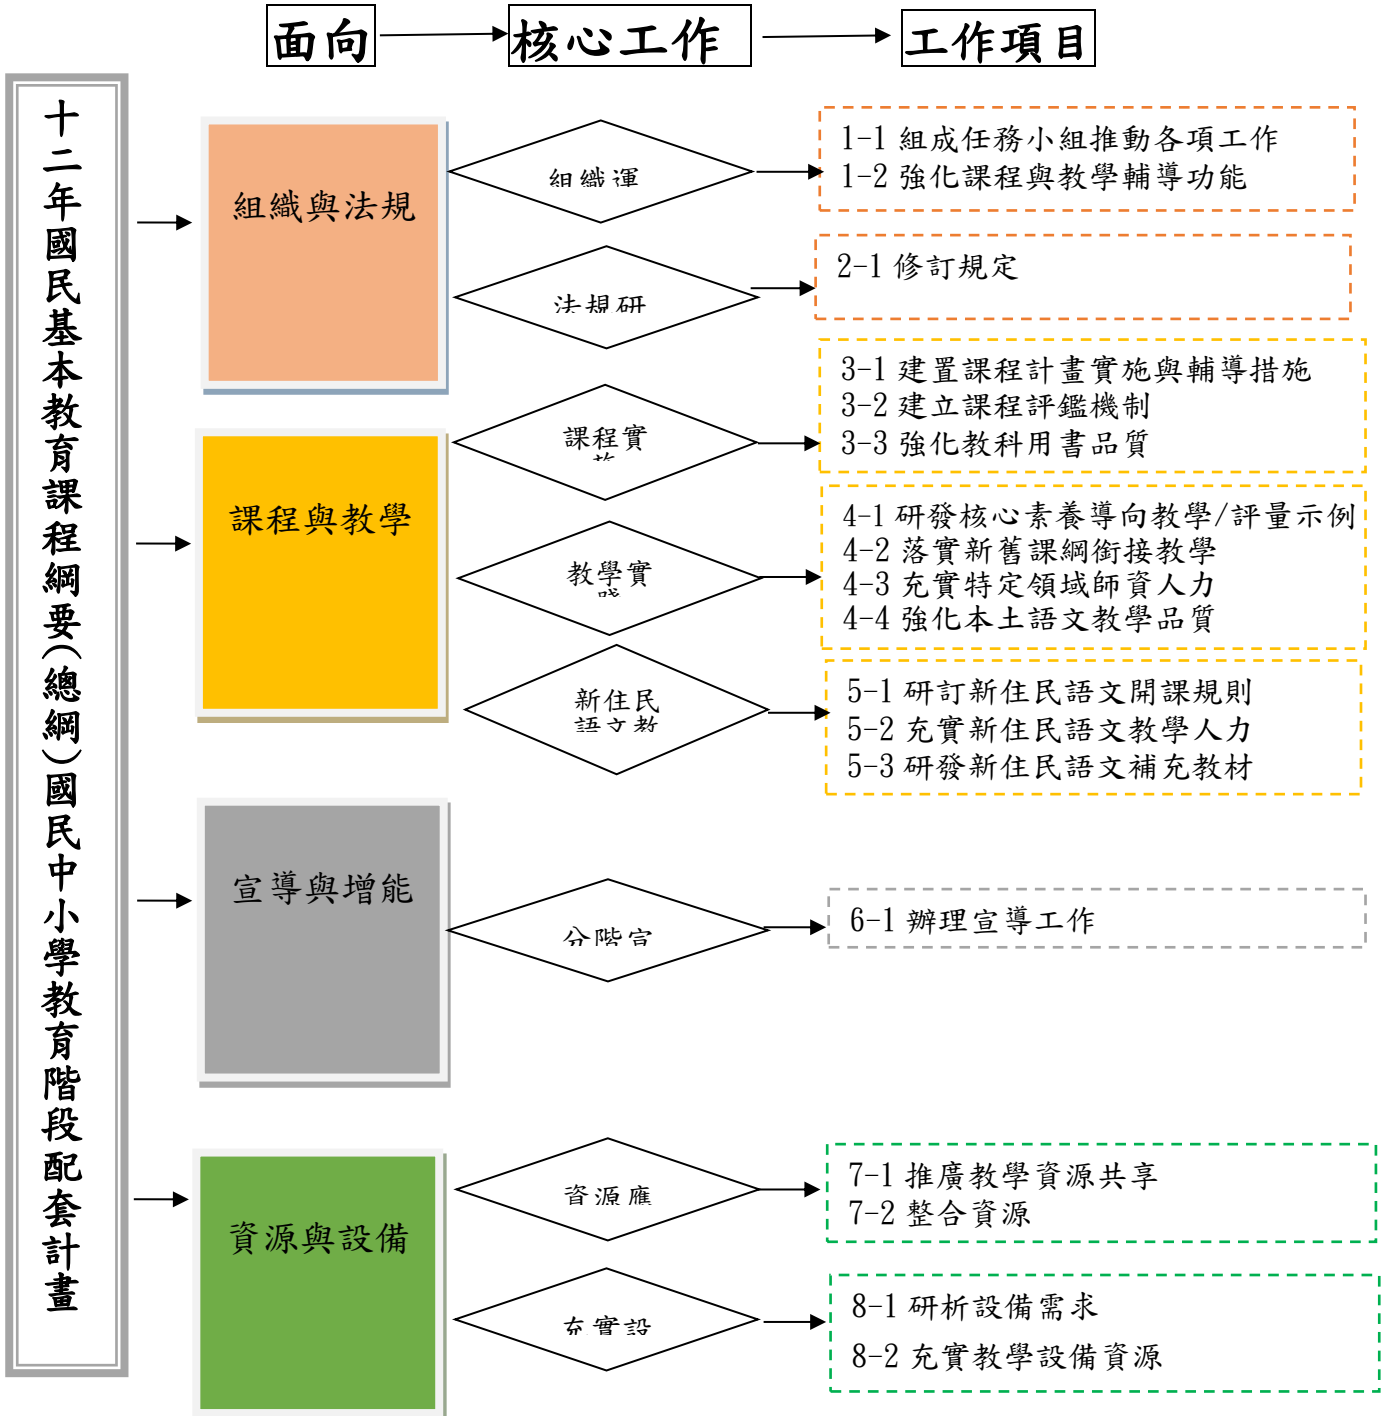 面向
核心工作
工作項目
十二年國民基本教育課程綱要(總綱)國民中小學教育階段配套計畫
組織與法規
組織運
1-1 組成任務小組推動各項工作
1-2 強化課程與教學輔導功能
法規研
2-1 修訂規定
課程與教學
課程實
施
3-1 建置課程計畫實施與輔導措施
3-2 建立課程評鑑機制
3-3 強化教科用書品質
教學實
踐
4-1 研發核心素養導向教學/評量示例
4-2 落實新舊課綱銜接教學
4-3 充實特定領域師資人力
4-4 強化本土語文教學品質
新住民
語文教
5-1 研訂新住民語文開課規則
5-2 充實新住民語文教學人力
5-3 研發新住民語文補充教材
宣導與增能
分階宣
6-1 辦理宣導工作
資源與設備
資源應
7-1 推廣教學資源共享
7-2 整合資源
充實設
8-1 研析設備需求
8-2 充實教學設備資源